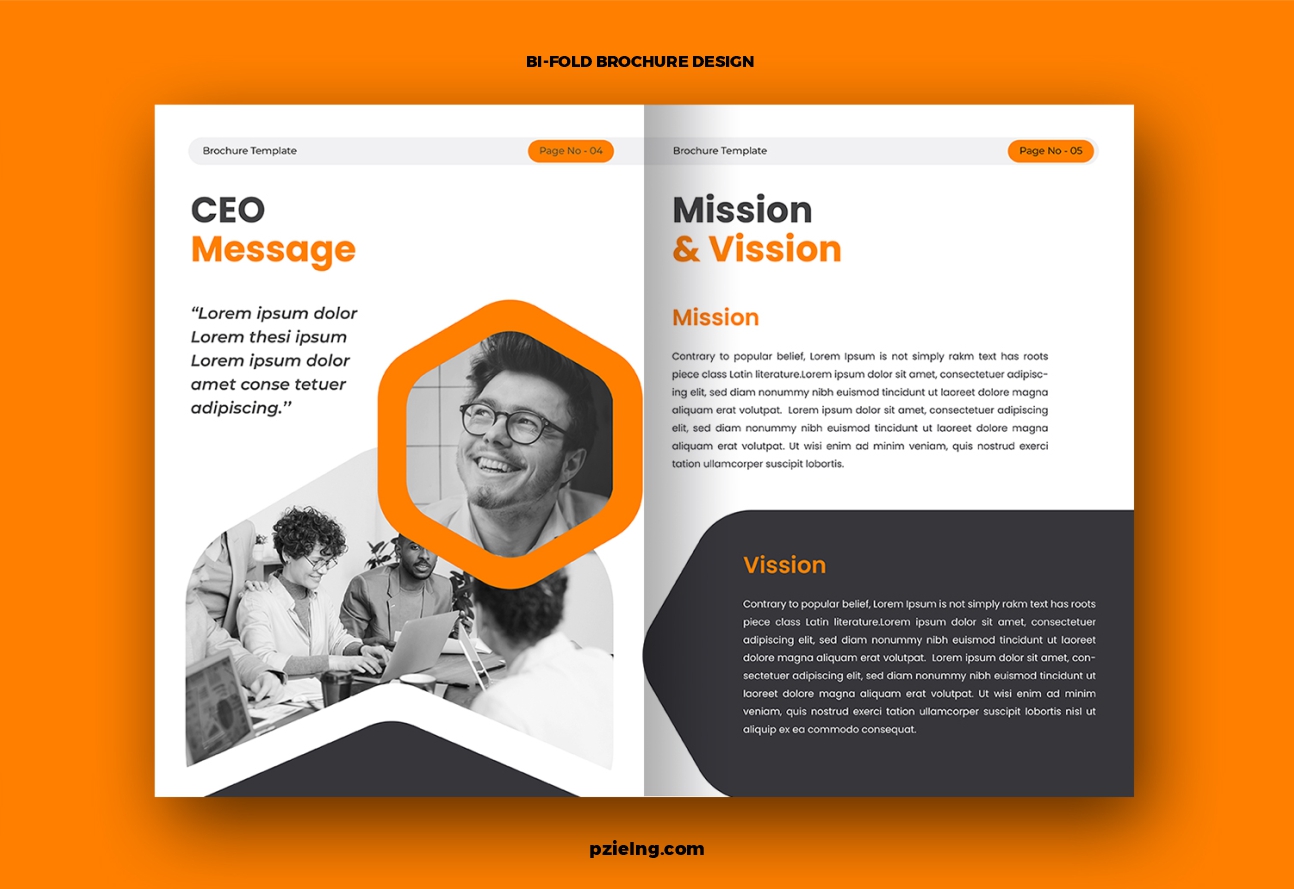 BI-FOLD BROCHURE DESIGN
Brochure Template
Page No - 04
CEO
Message
“Lorem ipsum dolor
Lorem thesi ipsum
Lorem ipsum dolor
amet conse tetuer
adipiscing.”
Brochure Template
Page No - 05
Mission
& Vission
Mission
Contrary to popular belief, Lorem Ipsum is not simply rakm text has roots
piece class Latin literature.Lorem ipsum dolor sit amet, consectetuer adipisc-
ing elit, sed diam nonummy nibh euismod tincidunt ut laoreet dolore magna
aliquam erat volutpat.  Lorem ipsum dolor sit amet, consectetuer adipiscing
elit, sed diam nonummy nibh euismod tincidunt ut laoreet dolore magna
aliquam erat volutpat. Ut wisi enim ad minim veniam, quis nostrud exerci
tation ullamcorper suscipit lobortis.
Vission
Contrary to popular belief, Lorem Ipsum is not simply rakm text has roots
piece class Latin literature.Lorem ipsum dolor sit amet, consectetuer
adipiscing elit, sed diam nonummy nibh euismod tincidunt ut laoreet
dolore magna aliquam erat volutpat.  Lorem ipsum dolor sit amet, con-
sectetuer adipiscing elit, sed diam nonummy nibh euismod tincidunt ut
laoreet dolore magna aliquam erat volutpat. Ut wisi enim ad minim
veniam, quis nostrud exerci tation ullamcorper suscipit lobortis nisl ut
aliquip ex ea commodo consequat.
pzielng.com